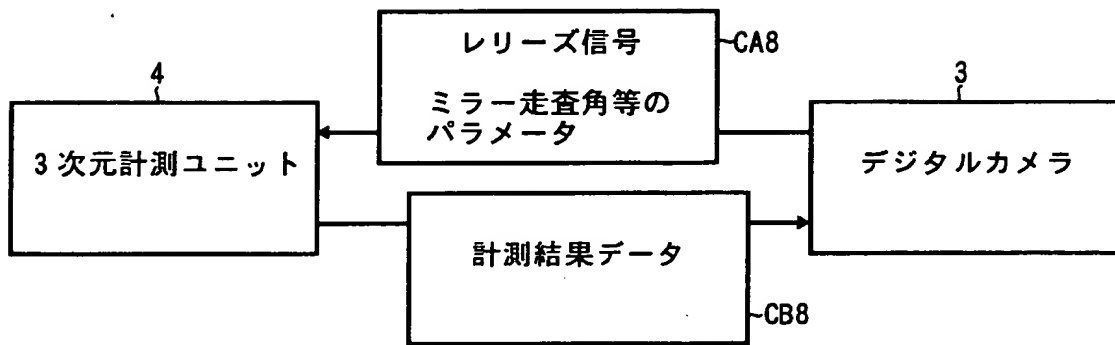 レリーズ信号
CA8
ミラー走査角等の
パラメータ
4
3次元計測ユニット
3
デジタルカメラ
計測結果データ
CB8